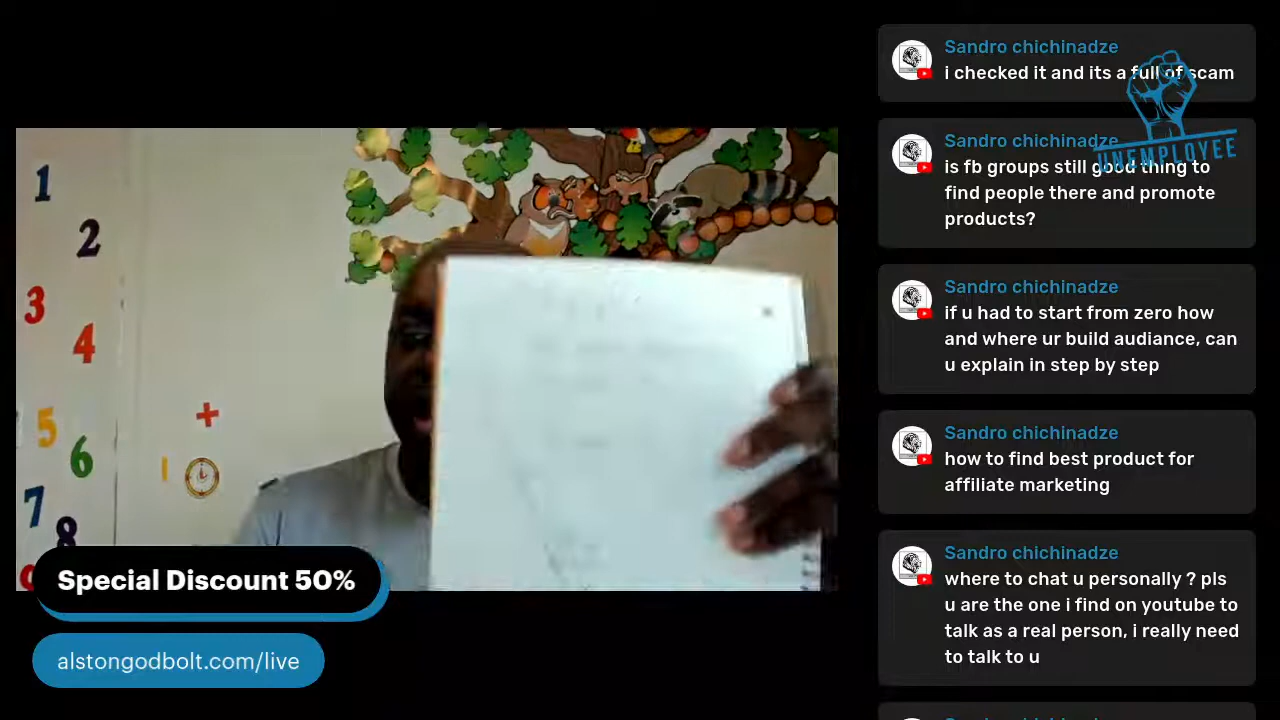 1
2
3
4
5
6
7
8
+
Special Discount 50%
alstongodbolt.com/live
Sandro chichinadze
i checked it and its a full of scam
UNEMPLOYEE
Sandro chichinadze
is fb groups still good thing to
find people there and promote
products?
Sandro chichinadze
if u had to start from zero how
and where ur build audiance, can
u explain in step by step
Sandro chichinadze
how to find best product for
affiliate marketing
Sandro chichinadze
where to chat u personally ? pls
u are the one i find on youtube to
talk as a real person, i really need
to talk to u